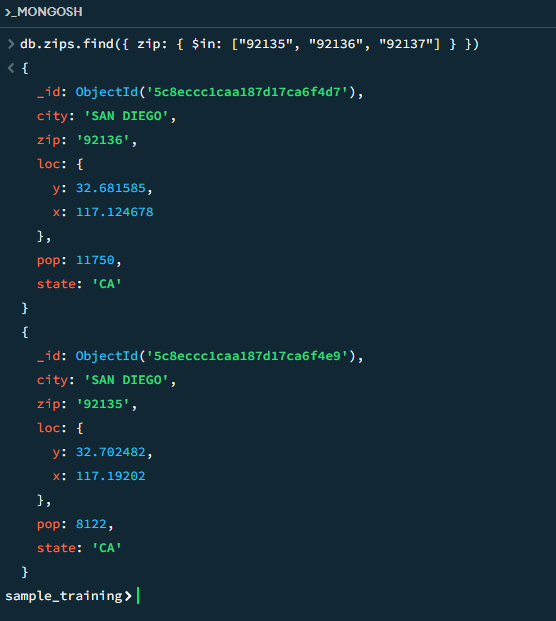 >_MONGOSH
> db.zips.find({ zip: { $in: ["92135", "92136", "92137"] } })
< {
_id: ObjectId('5c8eccc1caa187d17ca6f4d7'),
city: 'SAN DIEGO',
zip: '92136',
loc: {
y: 32.681585,
x: 117.124678
},
pop: 11750,
state: 'CA'
}
{
_id: ObjectId('5c8eccc1caa187d17ca6f4e9'),
city: 'SAN DIEGO',
zip: '92135',
loc: {
y: 32.702482,
x: 117.19202
},
pop: 8122,
state: 'CA'
}
sample_training>